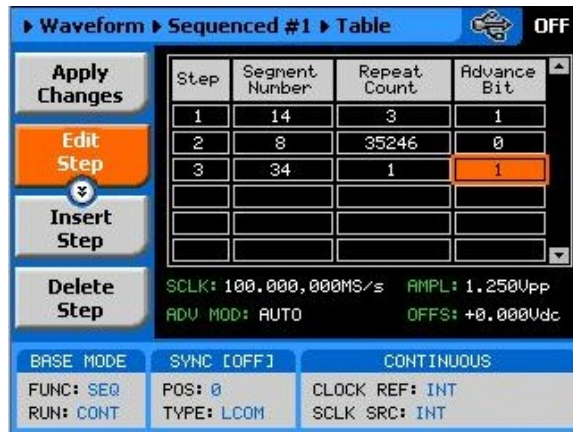 ▸ Waveform ▸ Sequenced #1 ▸ Table OFF
Apply Changes
Edit Step
Insert Step
Delete Step
Step Segment Number Repeat Count Advance Bit
1 14 3 1
2 8 35246 0
3 34 1 1
SCLK: 100.000,000MS/s AMPL: 1.250Vpp
ADV MOD: AUTO OFFS: +0.000Vdc
BASE MODE SYNC [OFF] CONTINUOUS
FUNC: SEQ POS: 0 CLOCK REF: INT
RUN: CONT TYPE: LCOM SCLK SRC: INT